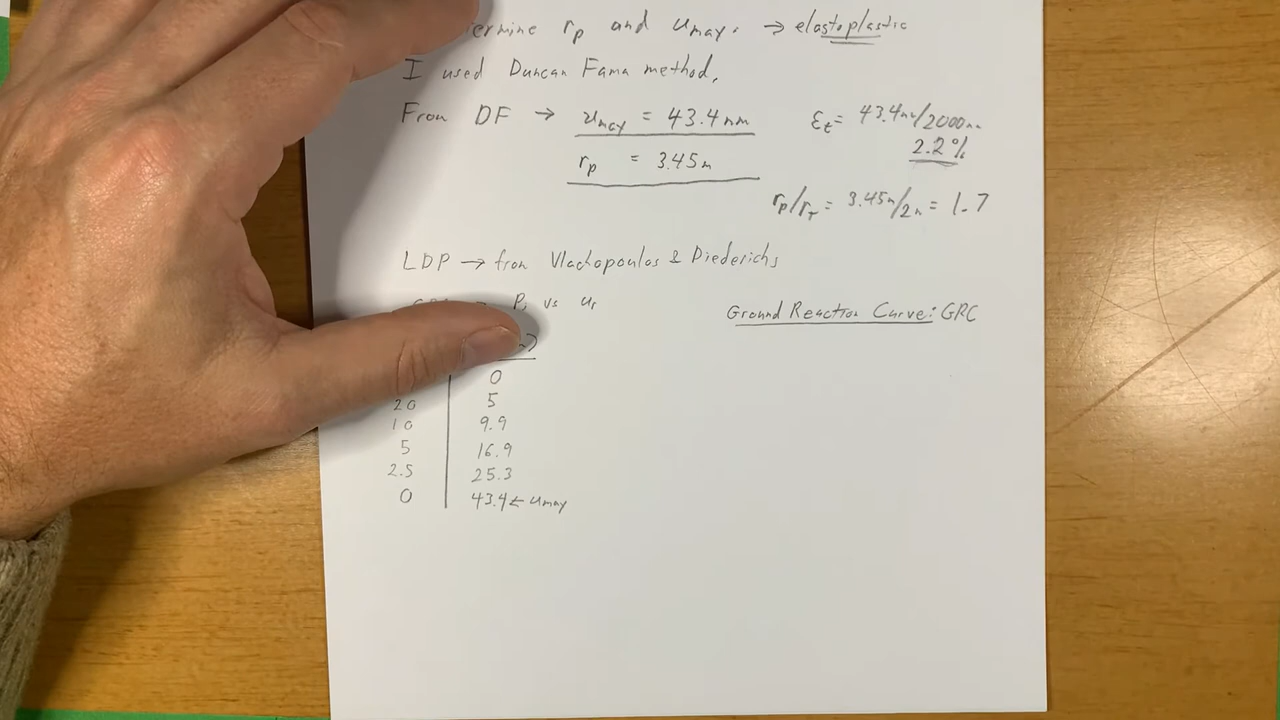 ermine rp and umax. → elastoplastic
I used Duncan Fama method.
From DF → umax = 43.4mm
rp = 3.45m
εt = 43.4mm/2000mm
2.2%
rp/rT = 3.45m/2m = 1.7
LDP → from Vlachopoulos & Diederichs
Pi vs ur
Ground Reaction Curve: GRC
0
20 5
10 9.9
5 16.9
2.5 25.3
0 43.4 ← umax